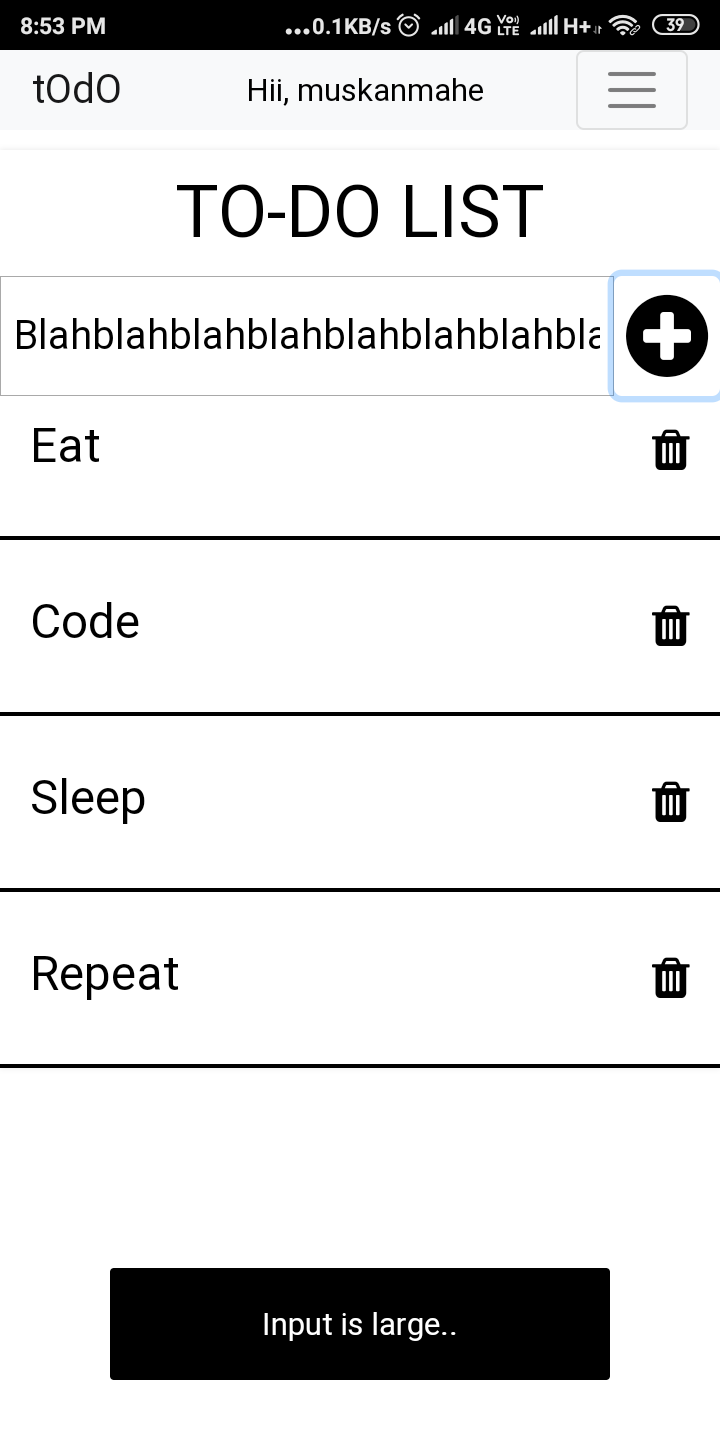 8:53 PM ...0.1KB/s 4G Vo) LTE H+ 39
tOdO Hii, muskanmahe
TO-DO LIST
Blahblahblahblahblahblahblahbla
Eat
Code
Sleep
Repeat
Input is large..